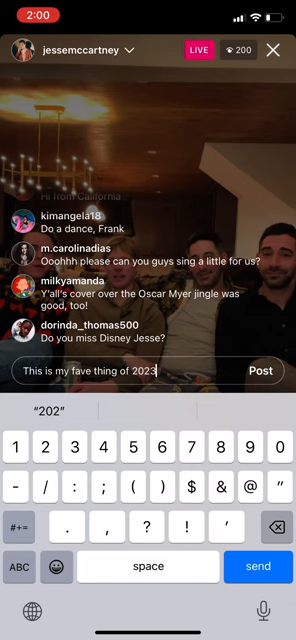 2:00
jessemccartney
LIVE
200
Hi from California
kimangela18
Do a dance, Frank
m.carolinadias
Ooohhh please can you guys sing a little for us?
milkyamanda
Y'all's cover over the Oscar Myer jingle was
good, too!
dorinda_thomas500
Do you miss Disney Jesse?
This is my fave thing of 2023
Post
“202”
1 2 3 4 5 6 7 8 9 0
- / : ; ( ) $ & @ "
#+= . , ? ! '
ABC space send